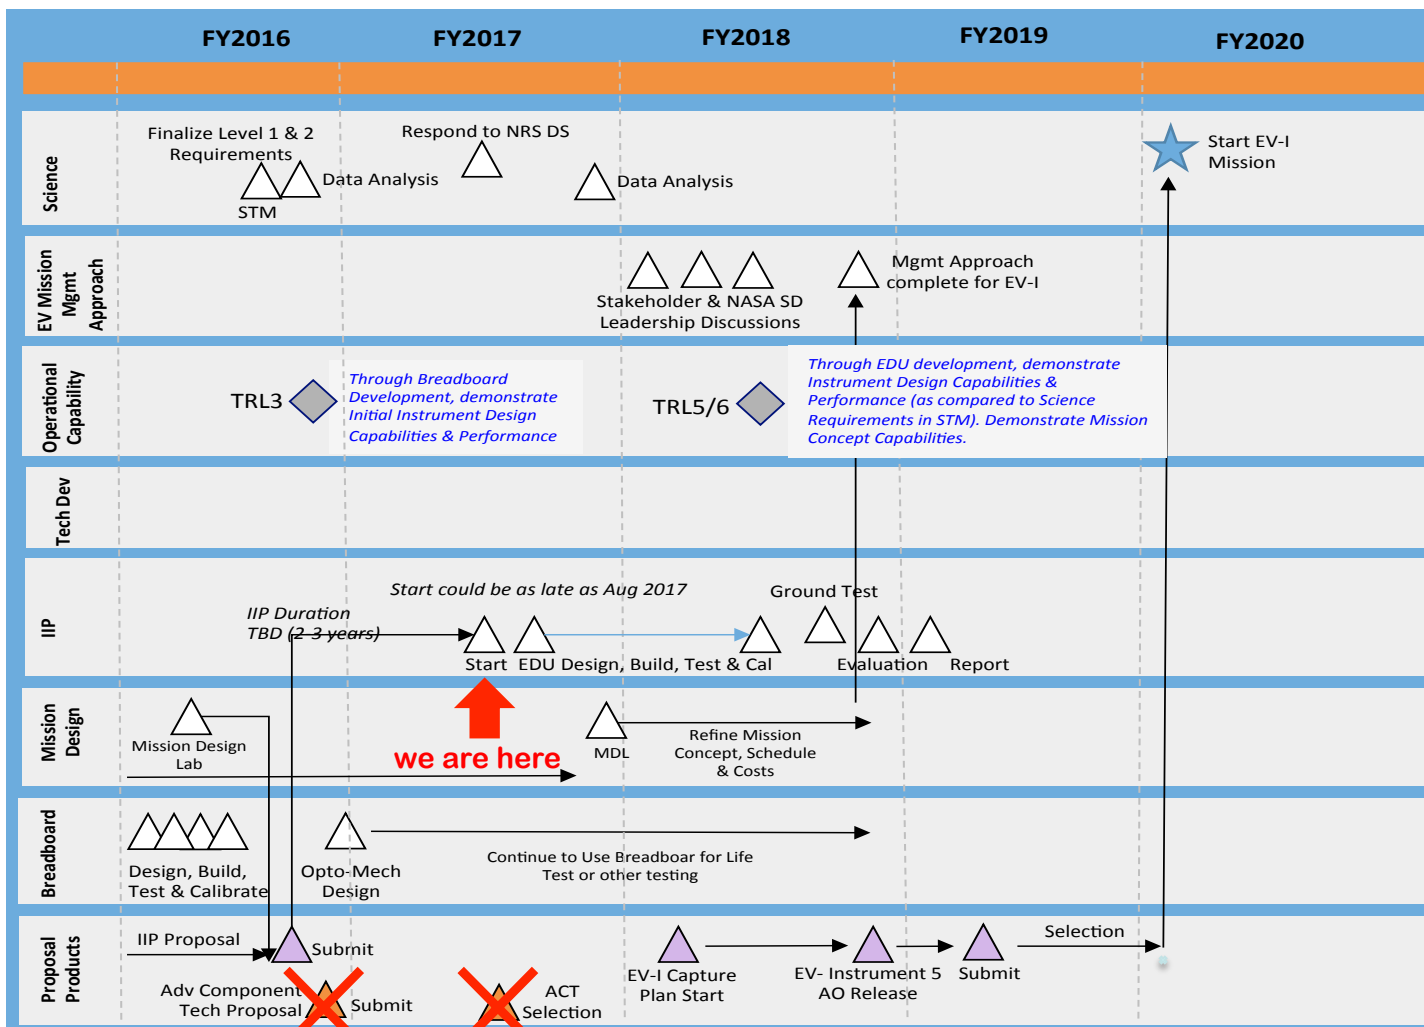 FY2016
FY2017
FY2018
FY2019
FY2020
Science
Finalize Level 1 & 2
Requirements
STM
Data Analysis
Respond to NRS DS
Data Analysis
Start EV-I
Mission
EV Mission
Mgmt
Approach
Stakeholder & NASA SD
Leadership Discussions
Mgmt Approach
complete for EV-I
Operational
Capability
TRL3
Through Breadboard
Development, demonstrate
Initial Instrument Design
Capabilities & Performance
TRL5/6
Through EDU development, demonstrate
Instrument Design Capabilities &
Performance (as compared to Science
Requirements in STM). Demonstrate Mission
Concept Capabilities.
Tech Dev
IIP
IIP Duration
TBD (2-3 years)
Start could be as late as Aug 2017
Start
EDU Design, Build, Test & Cal
Ground Test
Evaluation
Report
Mission
Design
Mission Design
Lab
we are here
MDL
Refine Mission
Concept, Schedule
& Costs
Breadboard
Design, Build,
Test & Calibrate
Opto-Mech
Design
Continue to Use Breadboar for Life
Test or other testing
Proposal
Products
IIP Proposal
Submit
Adv Component
Tech Proposal
Submit
ACT
Selection
EV-I Capture
Plan Start
EV- Instrument 5
AO Release
Submit
Selection